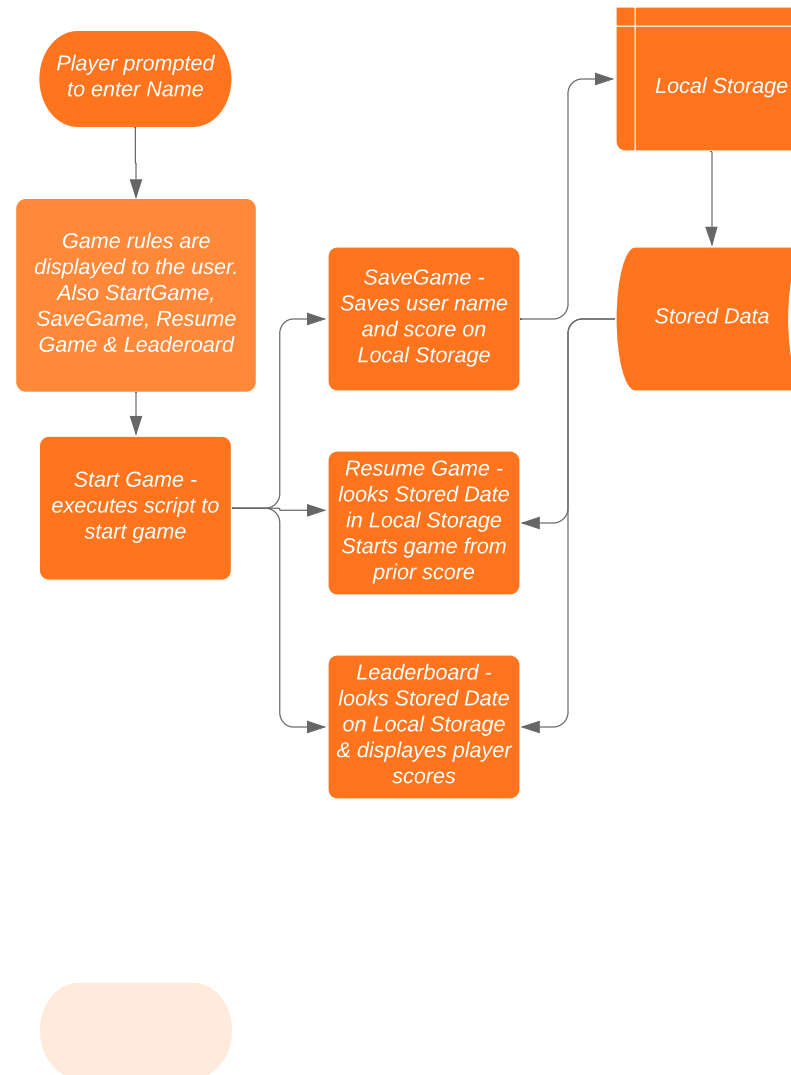 Player prompted
to enter Name
Game rules are
displayed to the user.
Also StartGame,
SaveGame, Resume
Game & Leaderoard
Start Game -
executes script to
start game
SaveGame -
Saves user name
and score on
Local Storage
Resume Game -
looks Stored Date
in Local Storage
Starts game from
prior score
Leaderboard -
looks Stored Date
on Local Storage
& displayes player
scores
Local Storage
Stored Data